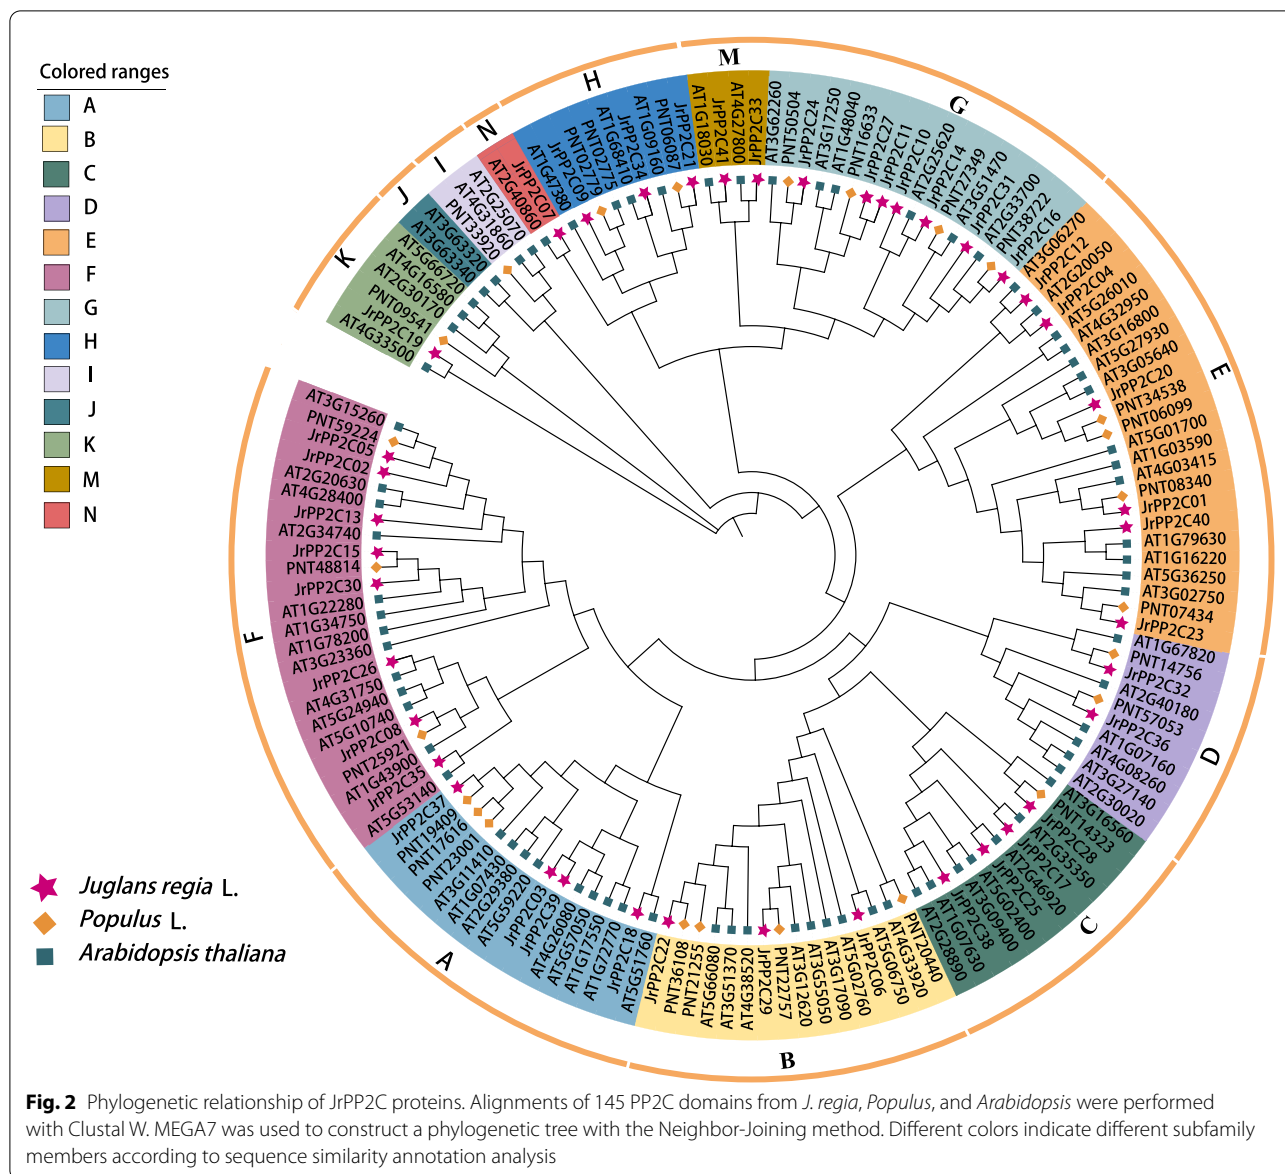 Colored ranges
A
B
C
D
E
F
G
H
I
J
K
M
N
K
J
I
N
H
M
G
E
D
C
B
A
F
AT4G33500
JrPP2C19
PNT09541
AT2G30170
AT4G16580
AT5G66720
AT3G63340
AT3G63320
PNT33920
AT4G31860
AT2G25070
AT2G40860
JrPP2C07
AT1G47380
JrPP2C09
PNT02779
PNT02775
AT1G68410
JrPP2C34
AT1G09160
PNT06087
JrPP2C21
AT1G18030
JrPP2C41
AT4G27800
JrPP2C33
AT3G62260
PNT50504
JrPP2C24
AT3G17250
AT1G48040
PNT16633
JrPP2C27
JrPP2C11
JrPP2C10
AT2G25620
JrPP2C14
PNT27349
AT3G51470
JrPP2C31
AT2G33700
PNT38722
JrPP2C16
AT3G06270
JrPP2C12
AT2G20050
JrPP2C04
AT5G26010
AT4G32950
AT3G16800
AT5G27930
AT3G05640
JrPP2C20
PNT34538
PNT06099
AT5G01700
AT1G03590
AT4G03415
PNT08340
JrPP2C01
JrPP2C40
AT1G79630
AT1G16220
AT5G36250
AT3G02750
PNT07434
JrPP2C23
AT1G67820
PNT14756
JrPP2C32
AT2G40180
PNT57053
JrPP2C36
AT1G07160
AT4G08260
AT3G27140
AT2G30020
AT3G16560
PNT14323
JrPP2C28
AT2G35350
JrPP2C17
AT2G46920
JrPP2C25
AT5G02400
AT3G09400
JrPP2C38
AT1G07630
AT2G28890
PNT20440
AT4G33920
AT5G06750
JrPP2C06
AT5G02760
AT3G17090
AT3G55050
AT3G12620
PNT22757
JrPP2C29
AT4G38520
AT3G51370
AT5G66080
PNT21255
PNT36108
JrPP2C22
AT5G51760
JrPP2C18
AT1G72770
AT1G17550
AT5G57050
AT4G26080
JrPP2C39
JrPP2C03
AT5G59220
AT2G29380
AT1G07430
AT3G11410
PNT23001
PNT17616
PNT19409
JrPP2C37
AT5G53140
JrPP2C35
AT1G43900
PNT25921
JrPP2C08
AT5G10740
AT5G24940
AT4G31750
JrPP2C26
AT3G23360
AT1G78200
AT1G34750
AT1G22280
JrPP2C30
PNT48814
JrPP2C15
AT2G34740
JrPP2C13
AT4G28400
AT2G20630
JrPP2C02
JrPP2C05
PNT59224
AT3G15260
Juglans regia L.
Populus L.
Arabidopsis thaliana
Fig. 2 Phylogenetic relationship of JrPP2C proteins. Alignments of 145 PP2C domains from J. regia, Populus, and Arabidopsis were performed
with Clustal W. MEGA7 was used to construct a phylogenetic tree with the Neighbor-Joining method. Different colors indicate different subfamily
members according to sequence similarity annotation analysis